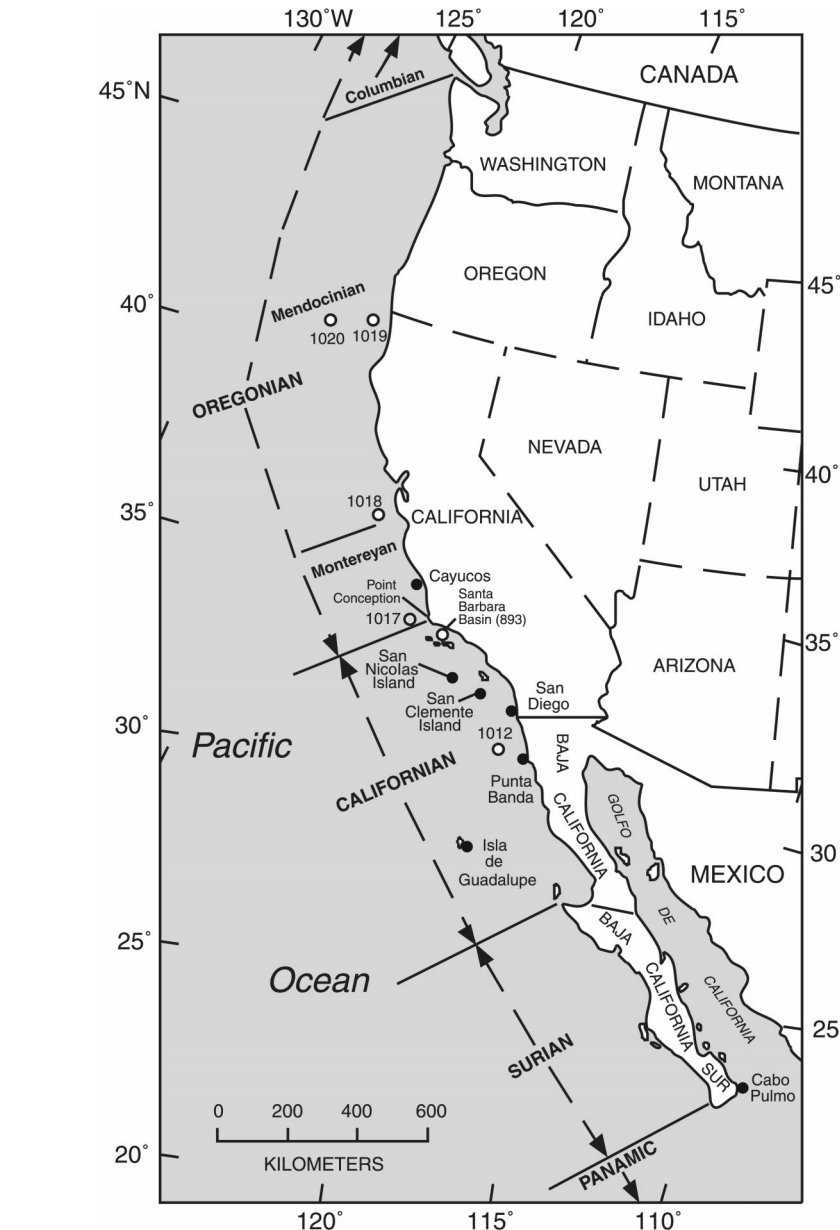 130˚W
125˚
120˚
115˚
45˚N
Columbian
CANADA
WASHINGTON
MONTANA
OREGON
45˚
40˚
Mendocinian
1020
1019
IDAHO
OREGONIAN
NEVADA
UTAH
40˚
1018
35˚
CALIFORNIA
Montereyan
Cayucos
Point
Conception
Santa
Barbara
Basin (893)
1017
San
Nicolas
Island
ARIZONA
35˚
San
Clemente
Island
San
Diego
30˚
Pacific
1012
BAJA
CALIFORNIA
CALIFORNIAN
Punta
Banda
GOLFO
DE
CALIFORNIA
Isla
de
Guadalupe
MEXICO
30
25˚
Ocean
BAJA
CALIFORNIA
SUR
25
SURIAN
Cabo
Pulmo
0 200 400 600
KILOMETERS
20˚
PANAMIC
120˚
115˚
110˚